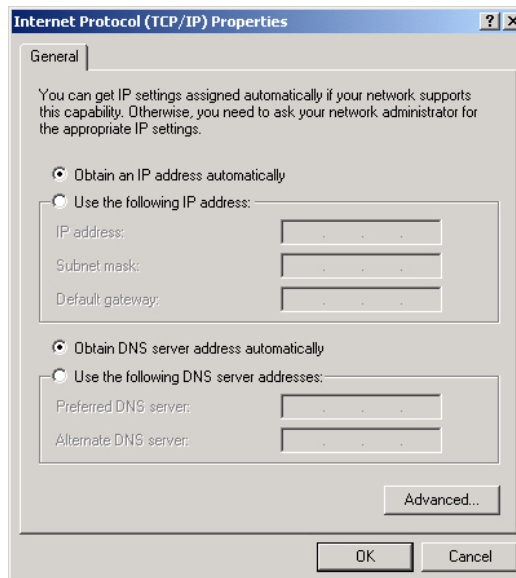 Internet Protocol (TCP/IP) Properties
General
You can get IP settings assigned automatically if your network supports
this capability. Otherwise, you need to ask your network administrator for
the appropriate IP settings.
Obtain an IP address automatically
Use the following IP address:
IP address:
Subnet mask:
Default gateway:
Obtain DNS server address automatically
Use the following DNS server addresses:
Preferred DNS server:
Alternate DNS server:
Advanced...
OK Cancel